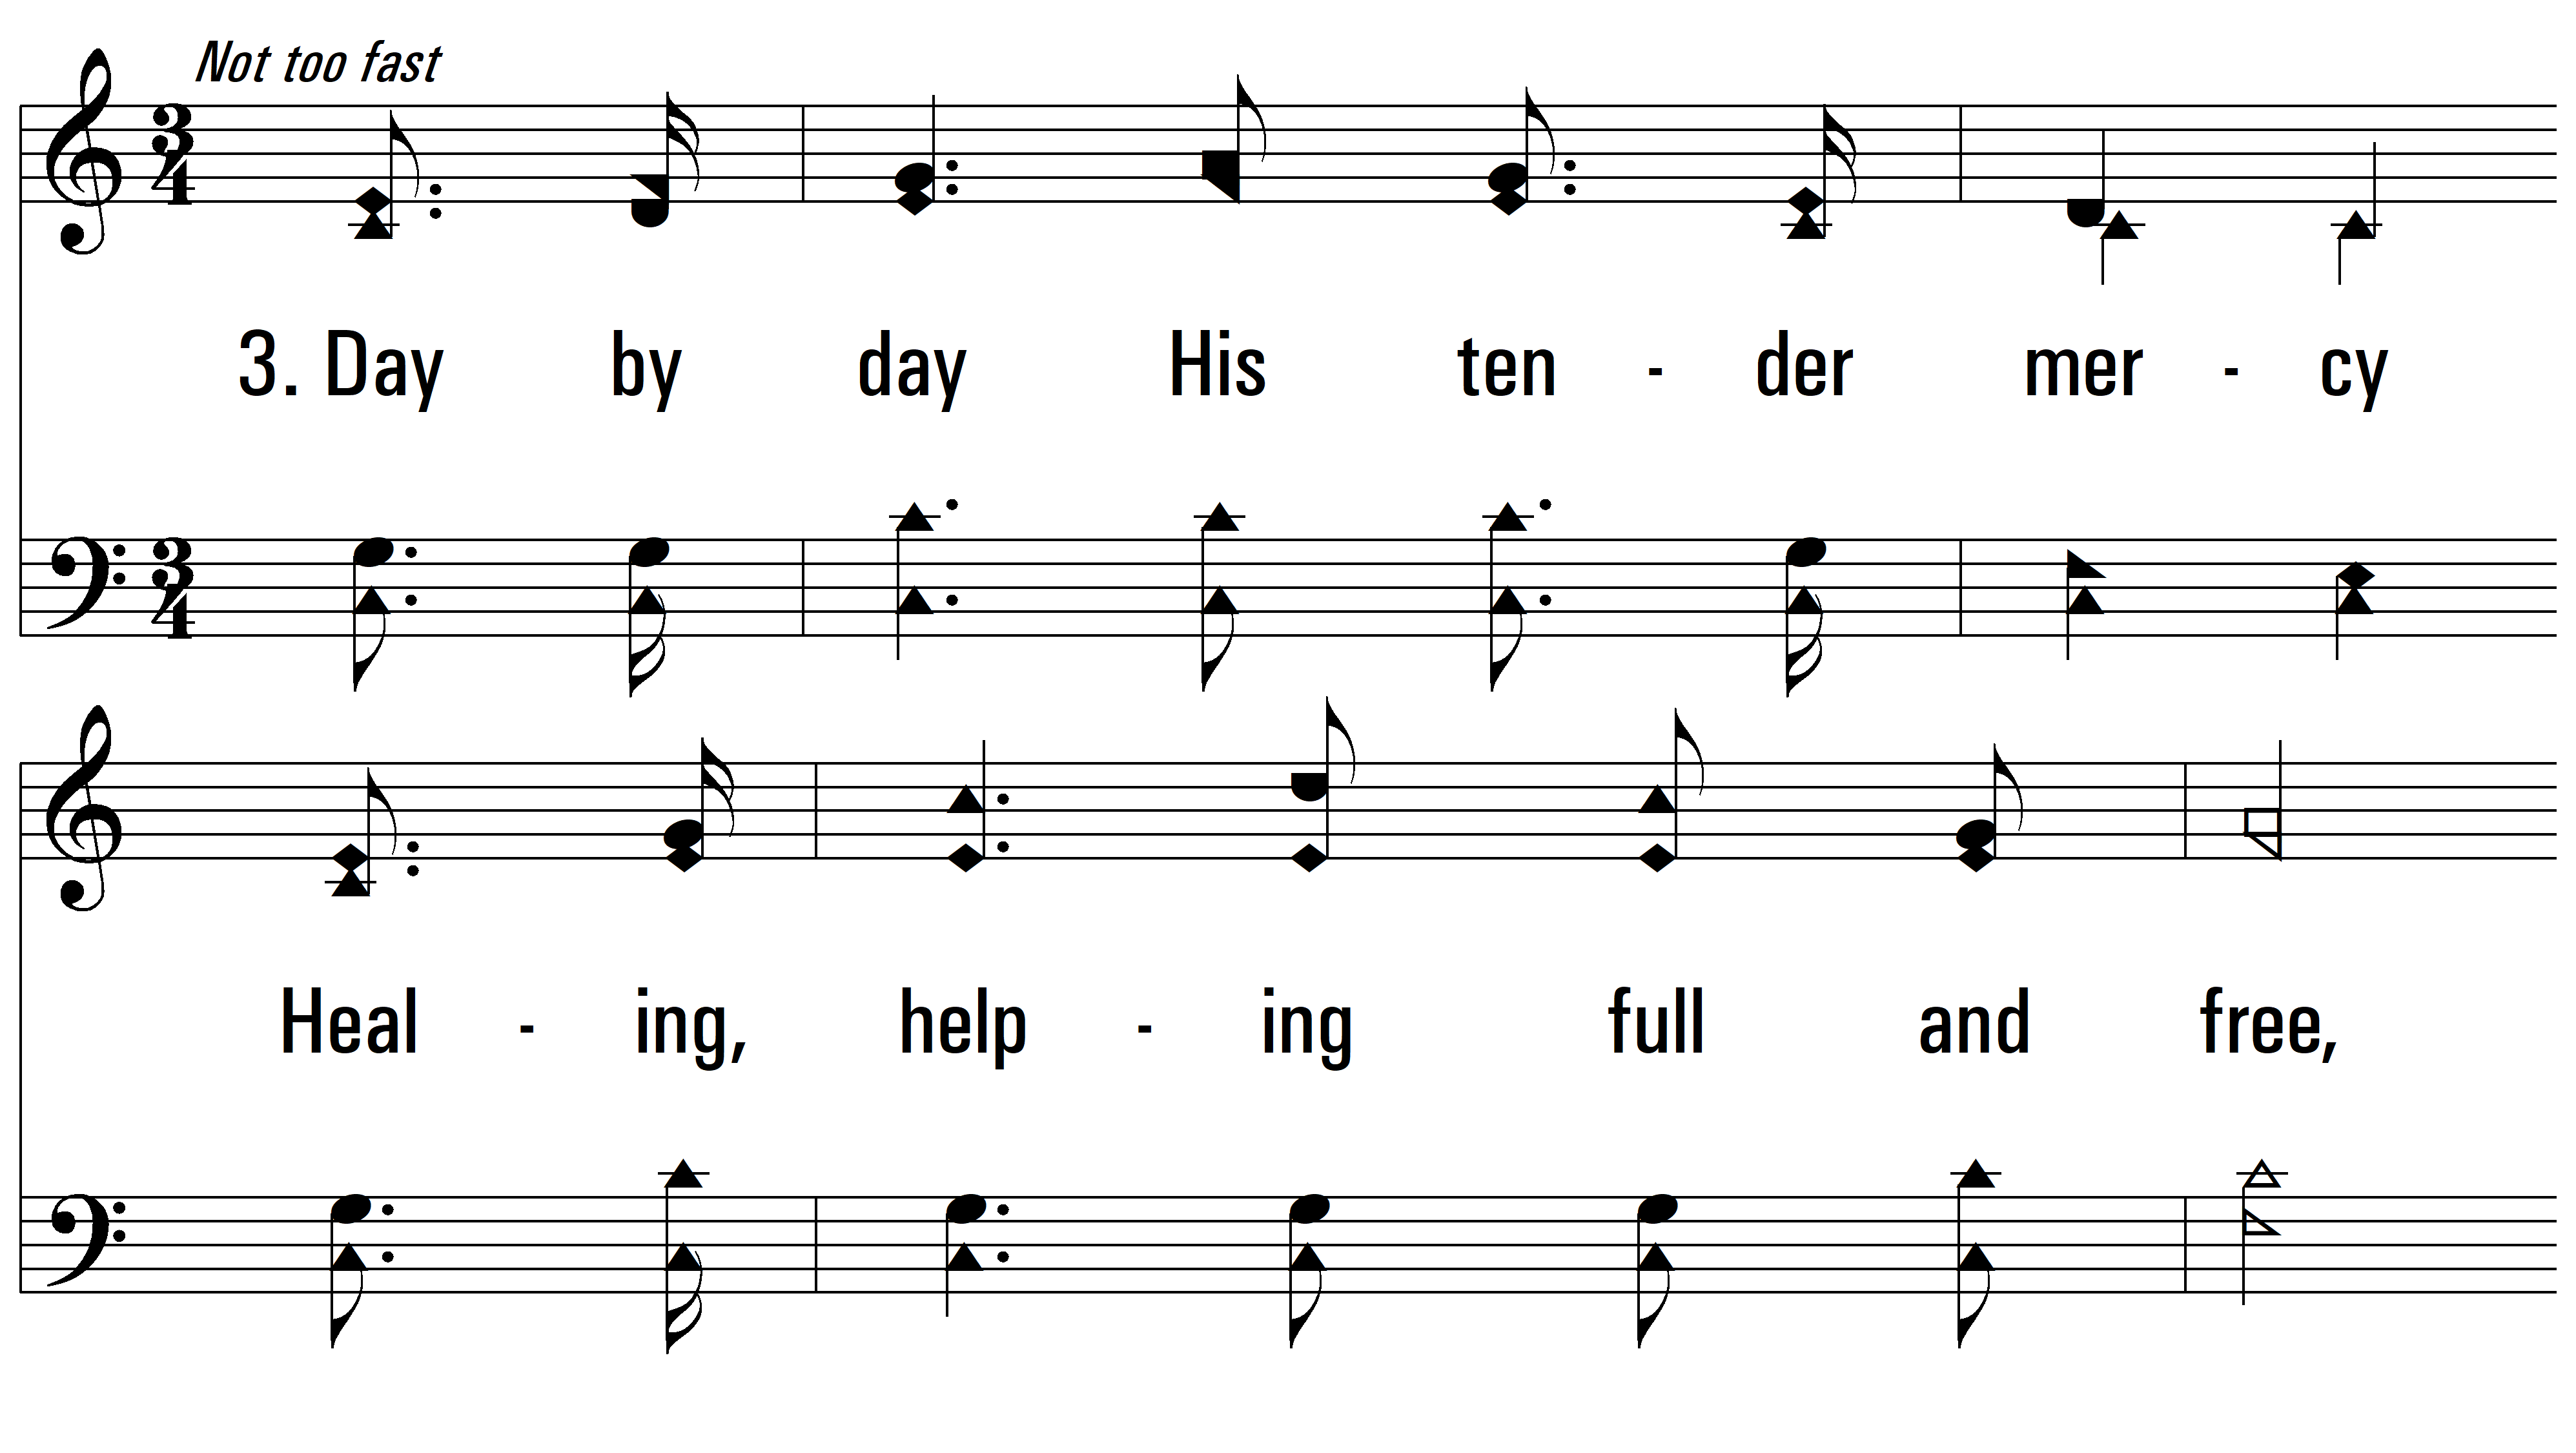 Not too fast
3. Day by day His ten - der mer - cy
Heal - ing, help - ing full and free,